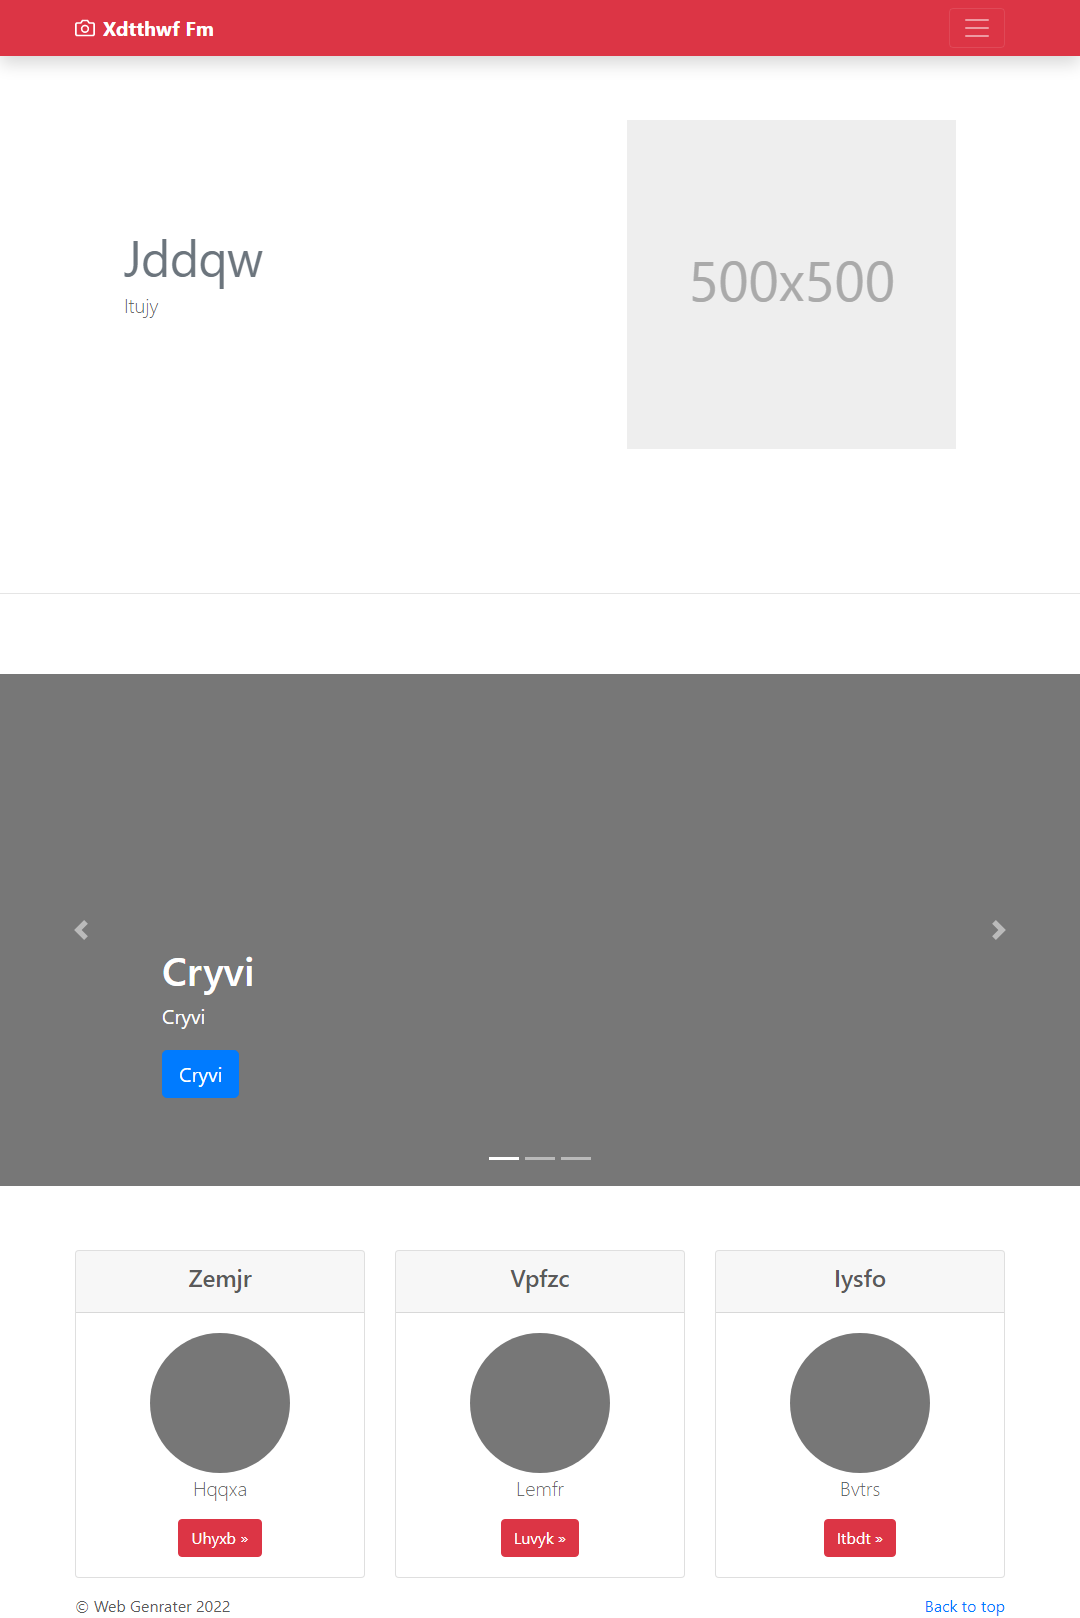 Xdtthwf Fm
Jddqw
Itujy
500x500
Cryvi
Cryvi
Cryvi
Zemjr
Hqqxa
Uhyxb »
Vpfzc
Lemfr
Luvyk »
Iysfo
Bvtrs
Itbdt »
© Web Genrater 2022
Back to top